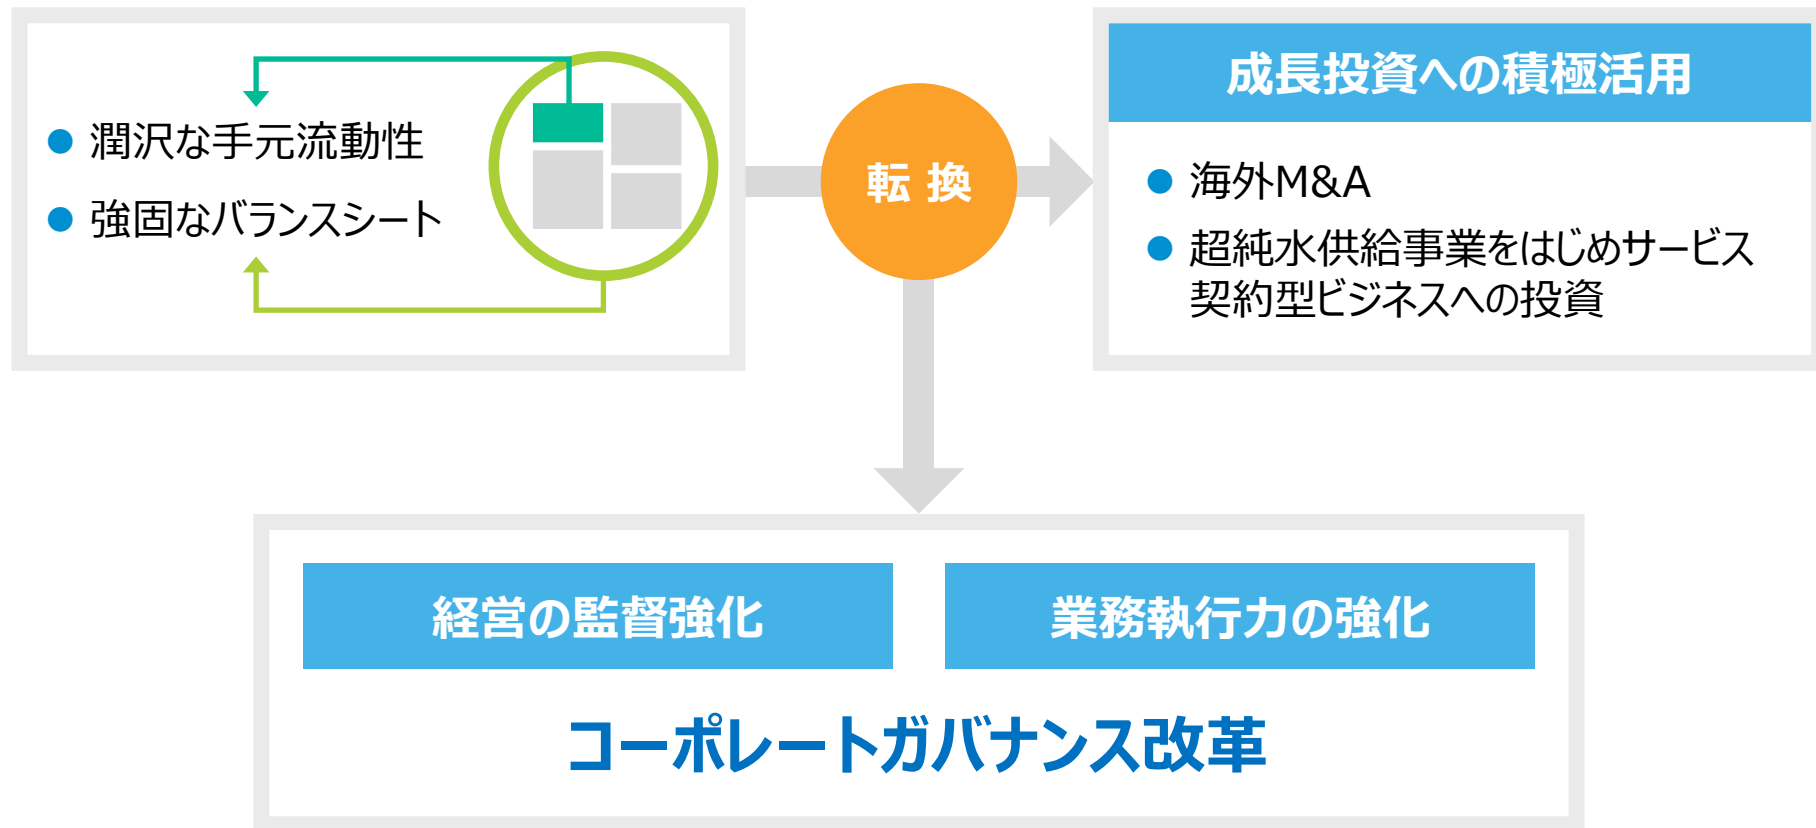 潤沢な手元流動性
強固なバランスシート
転換
成長投資への積極活用
海外M&A
超純水供給事業をはじめサービス
契約型ビジネスへの投資
経営の監督強化
業務執行力の強化
コーポレートガバナンス改革